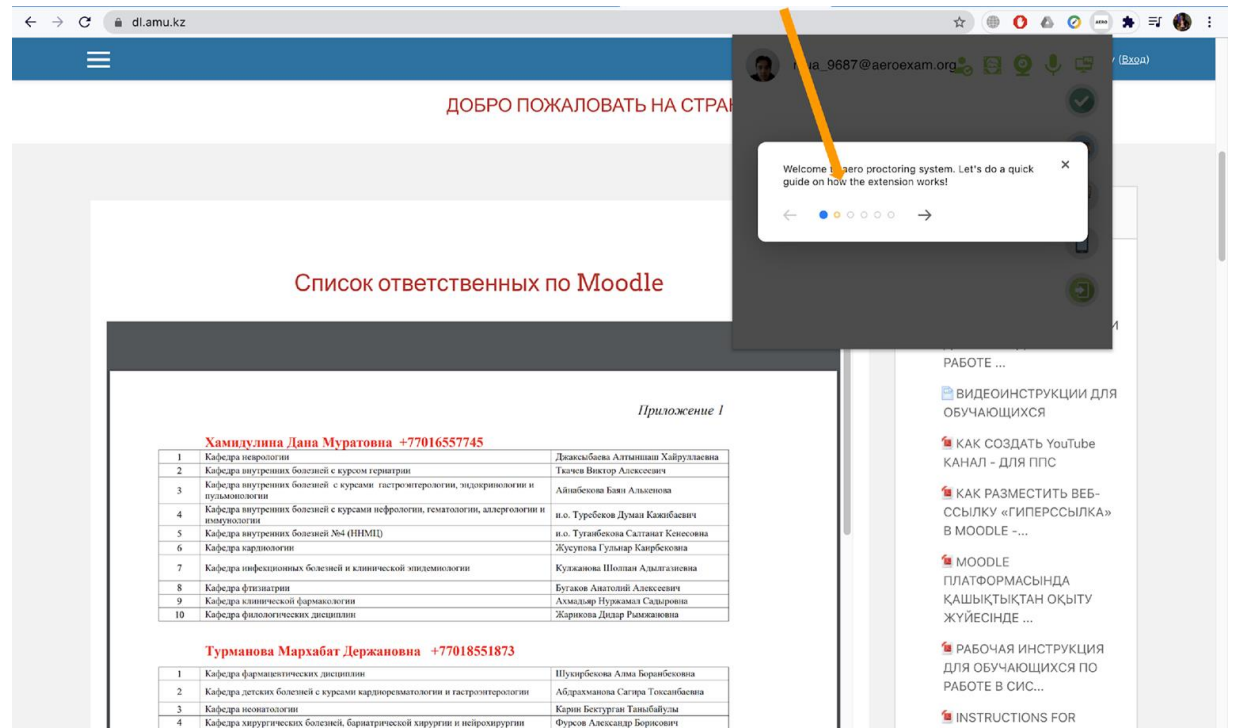 dl.amu.kz
AERO
(Вход)
@aeroexam.org
ДОБРО ПОЖАЛОВАТЬ НА
Welcome aero proctoring system. Let's do a quick
guide on how the extension works!
Список ответственных по Moodle
Приложение 1
Хамидулина Дана Муратовна +77016557745
1 Кафедра неврологии Джаксыбаева Алтыншаш Хайруллаевна
2 Кафедра внутренних болезней с курсом гериатрии Ткачев Виктор Алексеевич
3 Кафедра внутренних болезней с курсами гастроэнтерологии, эндокринологии и
пульмонологии Айнабекова Баян Алькеновна
4 Кафедра внутренних болезней с курсами нефрологии, гематологии, аллергологии и
иммунологии и.о. Туребеков Думан Кажибаевич
5 Кафедра внутренних болезней №4 (ННМЦ) и.о. Туганбекова Салтанат Кенесовна
6 Кафедра кардиологии Жусупова Гульнар Каирбековна
7 Кафедра инфекционных болезней и клинической эпидемиологии Кулжанова Шолпан Адылгазиевна
8 Кафедра фтизиатрии Бугаков Анатолий Алексеевич
9 Кафедра клинической фармакологии Ахмадьяр Нуржамал Садыровна
10 Кафедра филологических дисциплин Жарикова Дидар Рымжановна
Турманова Мархабат Держановна +77018551873
1 Кафедра фармацевтических дисциплин Шукирбекова Алма Боранбековна
2 Кафедра детских болезней с курсами кардиоревматологии и гастроэнтерологии Абдрахманова Сагира Токсанбаевна
3 Кафедра неонатологии Карин Бектурган Таныбайулы
4 Кафедра хирургических болезней, бариатрической хирургии и нейрохирургии Фурсов Александр Борисович
РАБОТЕ ...
ВИДЕОИНСТРУКЦИИ ДЛЯ
ОБУЧАЮЩИХСЯ
КАК СОЗДАТЬ YouTube
КАНАЛ - ДЛЯ ППС
КАК РАЗМЕСТИТЬ ВЕБ-
ССЫЛКУ «ГИПЕРССЫЛКА»
В MOODLE -...
MOODLE
ПЛАТФОРМАСЫНДА
ҚАШЫҚТЫҚТАН ОҚЫТУ
ЖҮЙЕСІНДЕ ...
РАБОЧАЯ ИНСТРУКЦИЯ
ДЛЯ ОБУЧАЮЩИХСЯ ПО
РАБОТЕ В СИС...
INSTRUCTIONS FOR